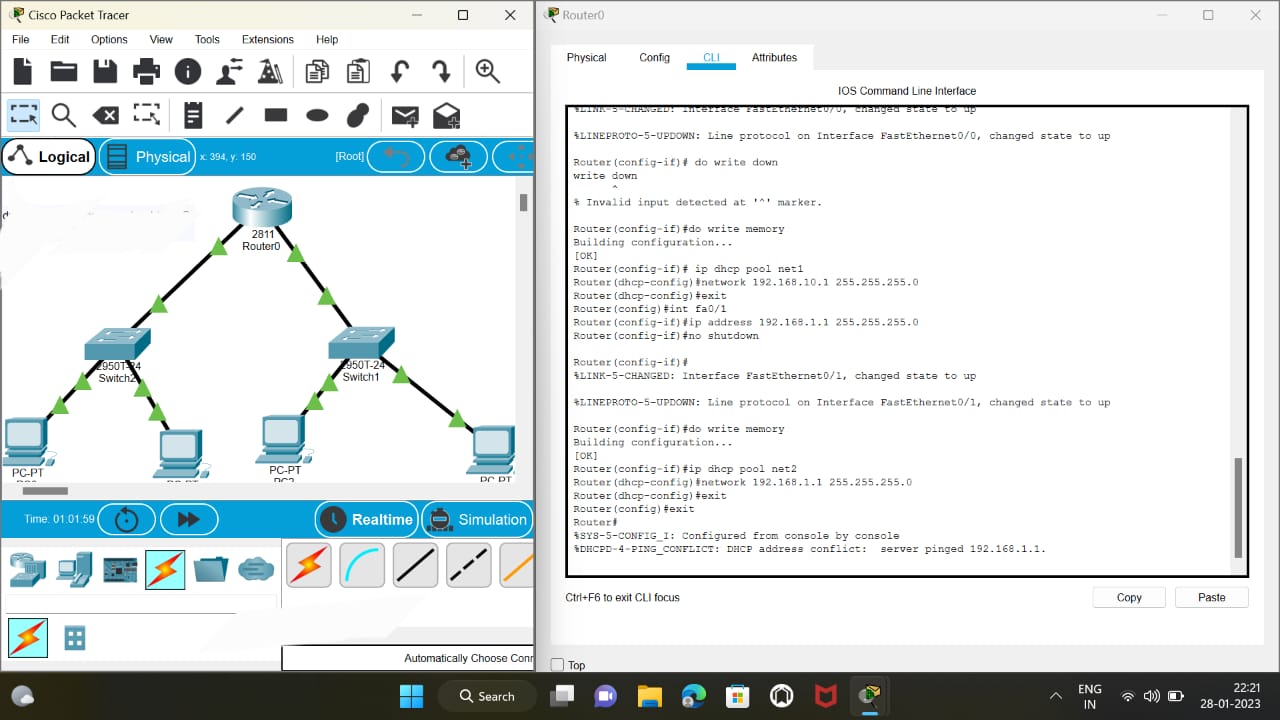 Cisco Packet Tracer
File Edit Options View Tools Extensions Help
Logical
Physical
x: 394, y: 150
[Root]
2811
Router0
2950T-24
Switch2
2950T-24
Switch1
PC-PT
PC-PT
PC2
PC-PT
Time: 01:01:59
Realtime
Simulation
Automatically Choose Conn
Router0
Physical Config CLI Attributes
IOS Command Line Interface
%LINK-5-CHANGED: Interface FastEthernet0/0, changed state to up
%LINEPROTO-5-UPDOWN: Line protocol on Interface FastEthernet0/0, changed state to up
Router(config-if)# do write down
write down
^
% Invalid input detected at '^' marker.
Router(config-if)#do write memory
Building configuration...
[OK]
Router(config-if)# ip dhcp pool net1
Router(dhcp-config)#network 192.168.10.1 255.255.255.0
Router(dhcp-config)#exit
Router(config)#int fa0/1
Router(config-if)#ip address 192.168.1.1 255.255.255.0
Router(config-if)#no shutdown
Router(config-if)#
%LINK-5-CHANGED: Interface FastEthernet0/1, changed state to up
%LINEPROTO-5-UPDOWN: Line protocol on Interface FastEthernet0/1, changed state to up
Router(config-if)#do write memory
Building configuration...
[OK]
Router(config-if)#ip dhcp pool net2
Router(dhcp-config)#network 192.168.1.1 255.255.255.0
Router(dhcp-config)#exit
Router(config)#exit
Router#
%SYS-5-CONFIG_I: Configured from console by console
%DHCPD-4-PING_CONFLICT: DHCP address conflict: server pinged 192.168.1.1.
Ctrl+F6 to exit CLI focus
Copy
Paste
Top
Search
ENG
IN
22:21
28-01-2023